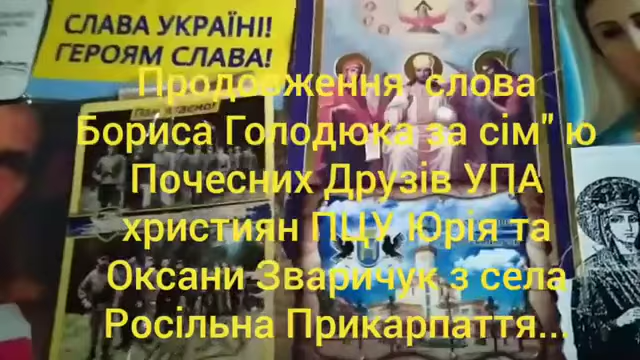 СЛАВА УКРАЇНІ!
ГЕРОЯМ СЛАВА!
Продовження слова
Бориса Голодюка за сім" ю
Почесних Друзів УПА
християн ПЦУ Юрія та
Оксани Зваричук з села
Росільна Прикарпаття...